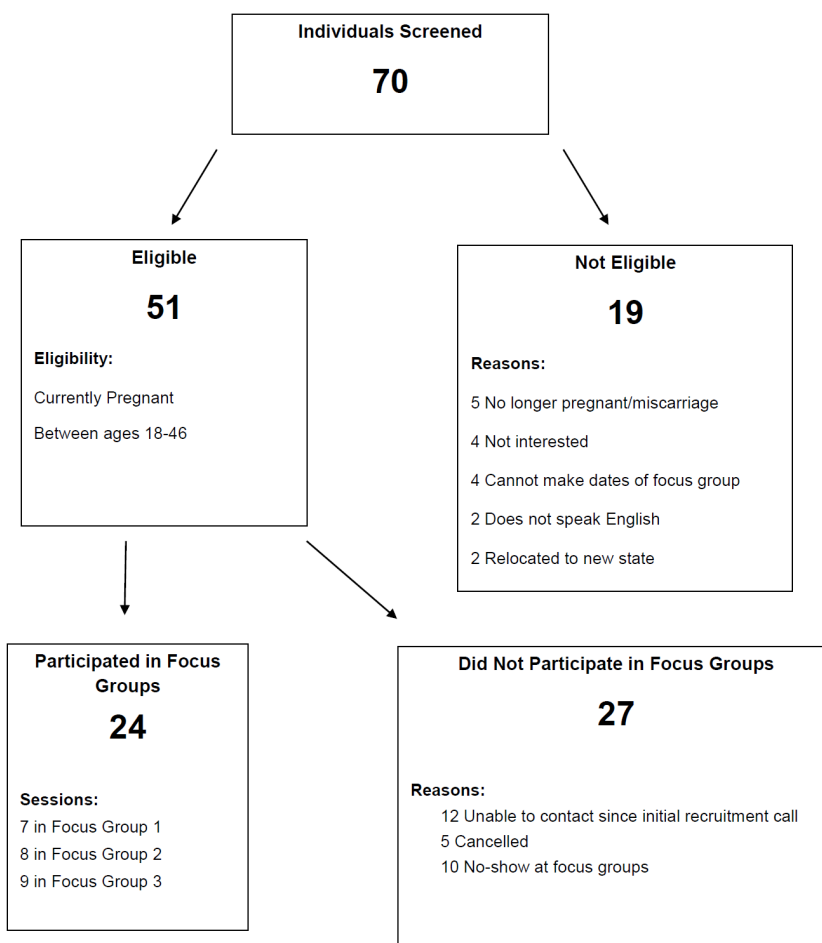 Individuals Screened
70
Eligible
51
Eligibility:
Currently Pregnant
Between ages 18-46
Not Eligible
19
Reasons:
5 No longer pregnant/miscarriage
4 Not interested
4 Cannot make dates of focus group
2 Does not speak English
2 Relocated to new state
Participated in Focus
Groups
24
Sessions:
7 in Focus Group 1
8 in Focus Group 2
9 in Focus Group 3
Did Not Participate in Focus Groups
27
Reasons:
12 Unable to contact since initial recruitment call
5 Cancelled
10 No-show at focus groups